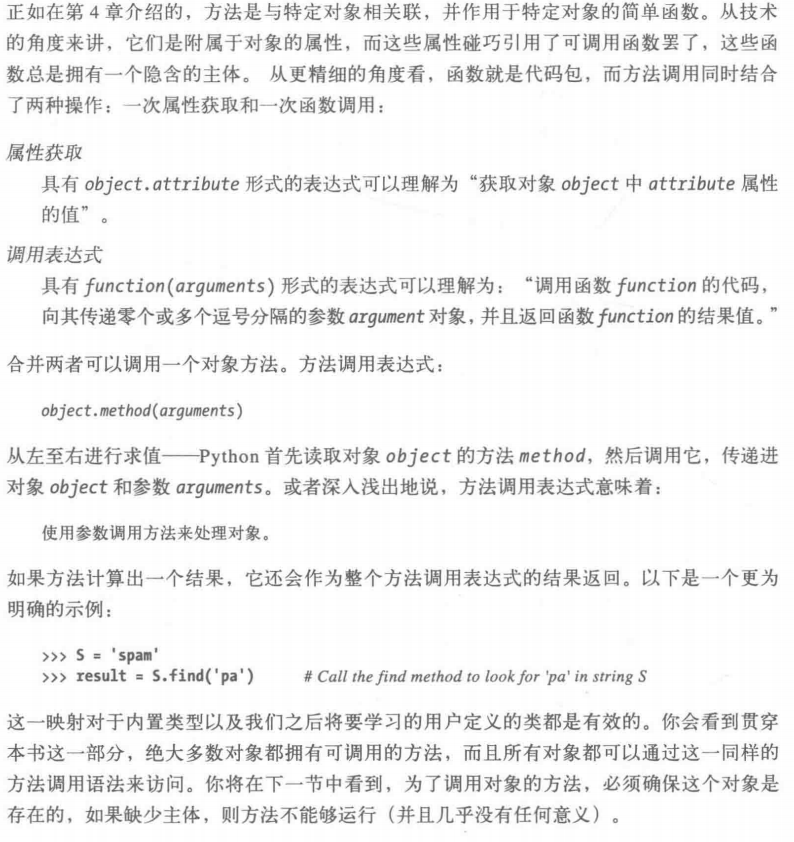 正如在第 4 章介绍的，方法是与特定对象相关联，并作用于特定对象的简单函数。从技术
的角度来讲，它们是附属于对象的属性，而这些属性碰巧引用了可调用函数罢了，这些函
数总是拥有一个隐含的主体。 从更精细的角度看，函数就是代码包，而方法调用同时结合
了两种操作：一次属性获取和一次函数调用：
属性获取
具有 object.attribute 形式的表达式可以理解为“获取对象 object 中 attribute 属性
的值”。
调用表达式
具有 function(arguments) 形式的表达式可以理解为：“调用函数 function 的代码，
向其传递零个或多个逗号分隔的参数 argument 对象，并且返回函数 function 的结果值。”
合并两者可以调用一个对象方法。方法调用表达式：
object.method(arguments)
从左至右进行求值——Python 首先读取对象 object 的方法 method，然后调用它，传递进
对象 object 和参数 arguments。或者深入浅出地说，方法调用表达式意味着：
使用参数调用方法来处理对象。
如果方法计算出一个结果，它还会作为整个方法调用表达式的结果返回。以下是一个更为
明确的示例：
>>> S = 'spam'
>>> result = S.find('pa') # Call the find method to look for 'pa' in string S
这一映射对于内置类型以及我们之后将要学习的用户定义的类都是有效的。你会看到贯穿
本书这一部分，绝大多数对象都拥有可调用的方法，而且所有对象都可以通过这一同样的
方法调用语法来访问。你将在下一节中看到，为了调用对象的方法，必须确保这个对象是
存在的，如果缺少主体，则方法不能够运行（并且几乎没有任何意义）。